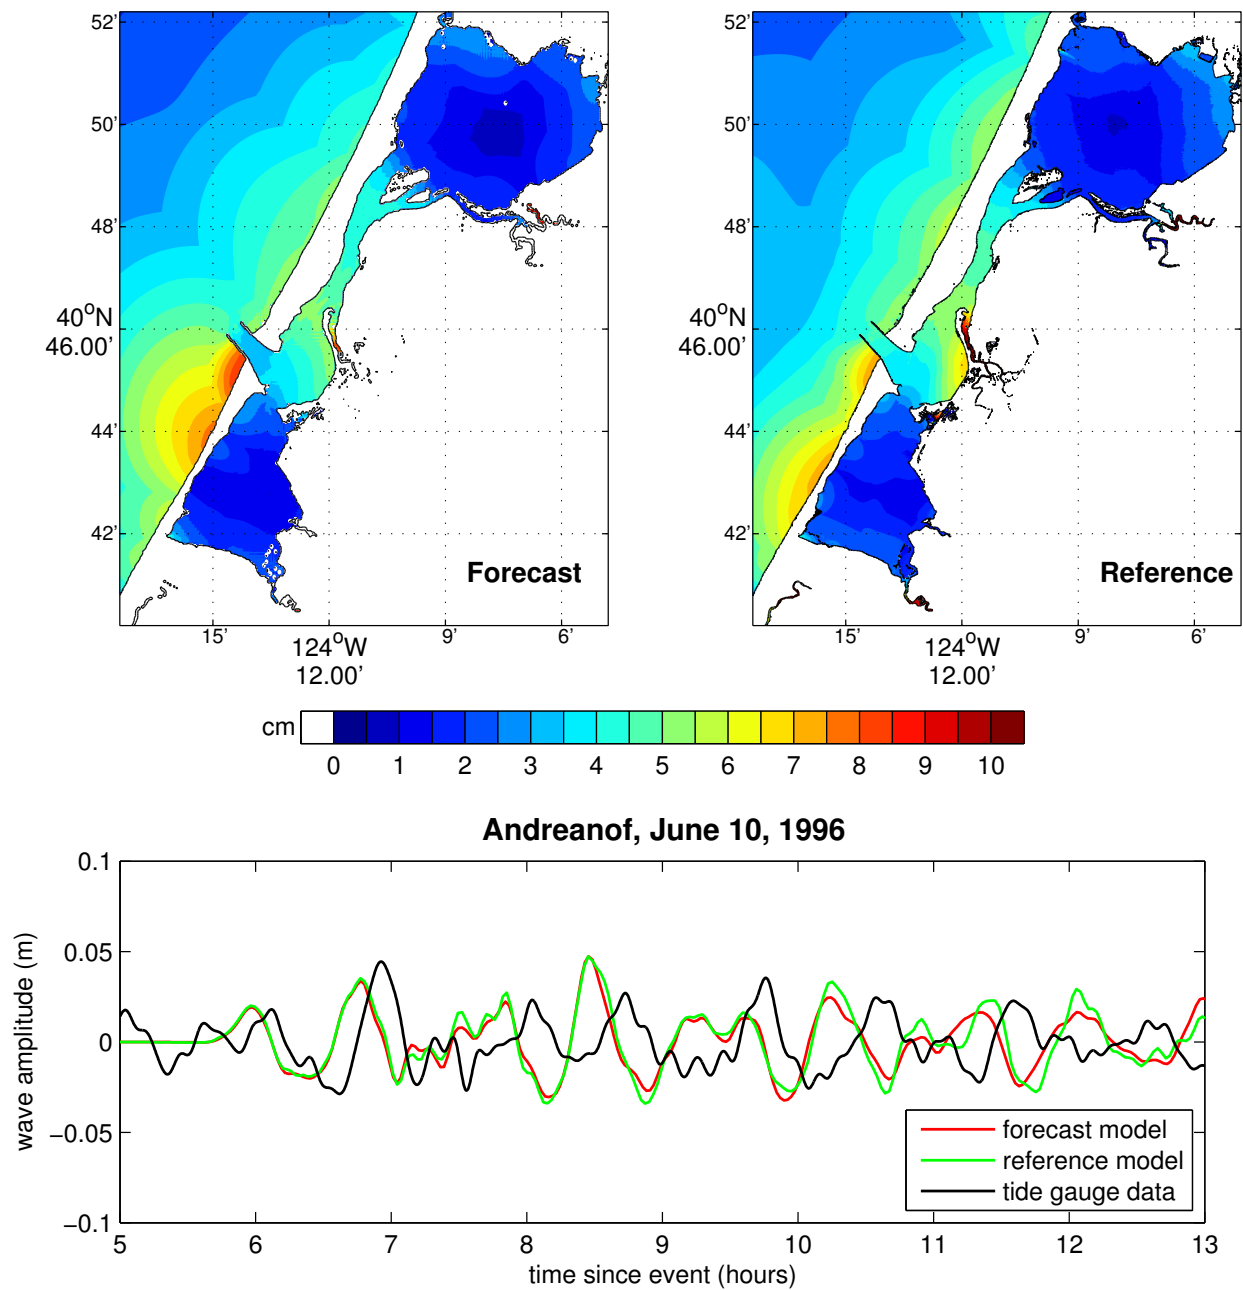 52'
50'
48'
40°N
46.00'
44'
42'
Forecast
15'
124°W
12.00'
9'
6'
52'
50'
48'
40°N
46.00'
44'
42'
Reference
15'
124°W
12.00'
9'
6'
cm
0 1 2 3 4 5 6 7 8 9 10
Andreanof, June 10, 1996
wave amplitude (m)
0.1
0.05
0
−0.05
−0.1
forecast model
reference model
tide gauge data
5 6 7 8 9 10 11 12 13
time since event (hours)